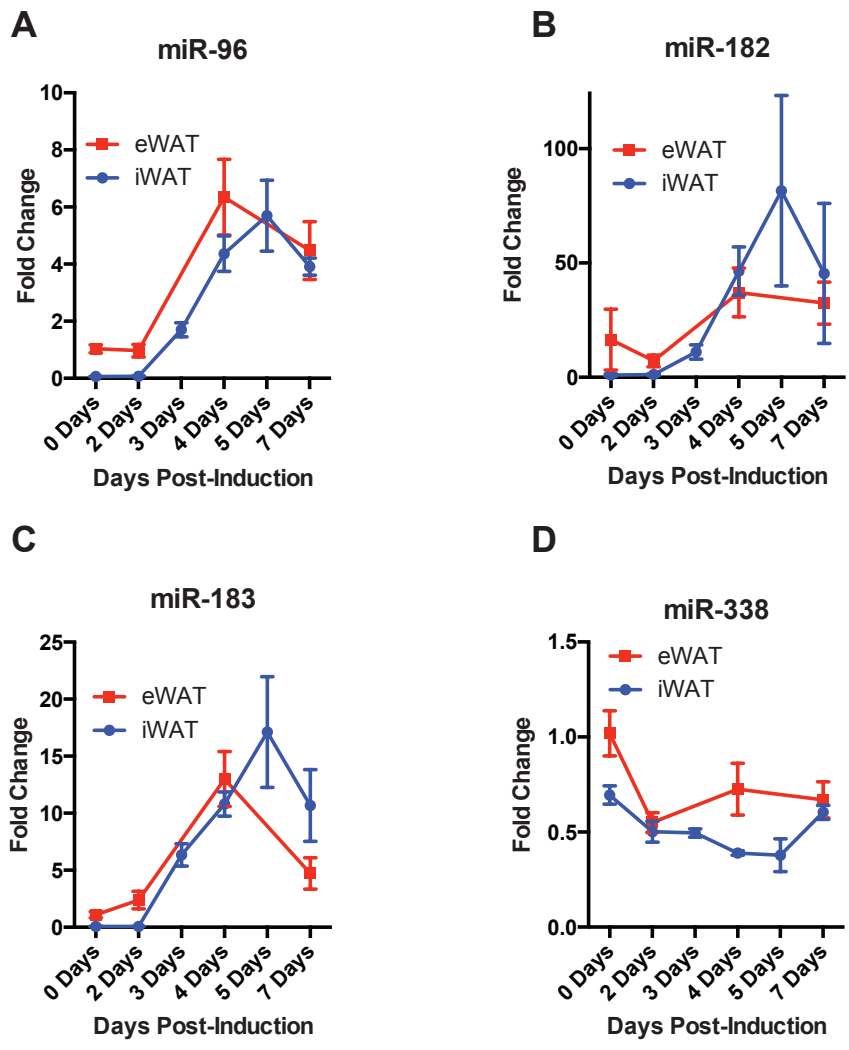 A
miR-96
10
8
6
4
2
0
Fold Change
eWAT
iWAT
0 Days
2 Days
3 Days
4 Days
5 Days
7 Days
Days Post-Induction
B
miR-182
100
50
0
Fold Change
eWAT
iWAT
0 Days
2 Days
3 Days
4 Days
5 Days
7 Days
Days Post-Induction
C
miR-183
25
20
15
10
5
0
Fold Change
eWAT
iWAT
0 Days
2 Days
3 Days
4 Days
5 Days
7 Days
Days Post-Induction
D
miR-338
1.5
1.0
0.5
0.0
Fold Change
eWAT
iWAT
0 Days
2 Days
3 Days
4 Days
5 Days
7 Days
Days Post-Induction